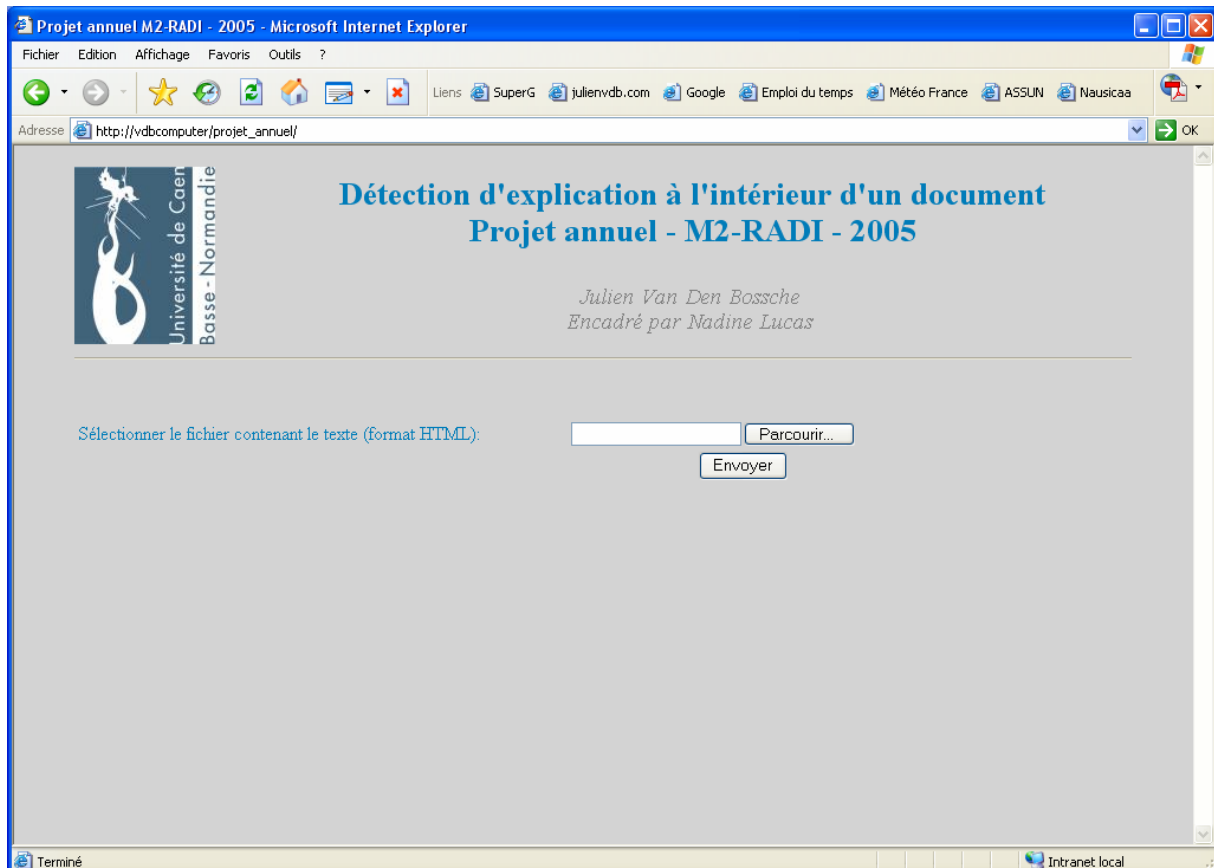 Projet annuel M2-RADI - 2005 - Microsoft Internet Explorer
Fichier Edition Affichage Favoris Outils ?
Liens SuperG julienvdb.com Google Emploi du temps Météo France ASSUN Nausicaa
Adresse http://vdbcomputer/projet_annuel/ OK
Université de Caen
Basse-Normandie
Détection d'explication à l'intérieur d'un document
Projet annuel - M2-RADI - 2005
Julien Van Den Bossche
Encadré par Nadine Lucas
Sélectionner le fichier contenant le texte (format HTML): Parcourir...
Envoyer
Terminé Intranet local